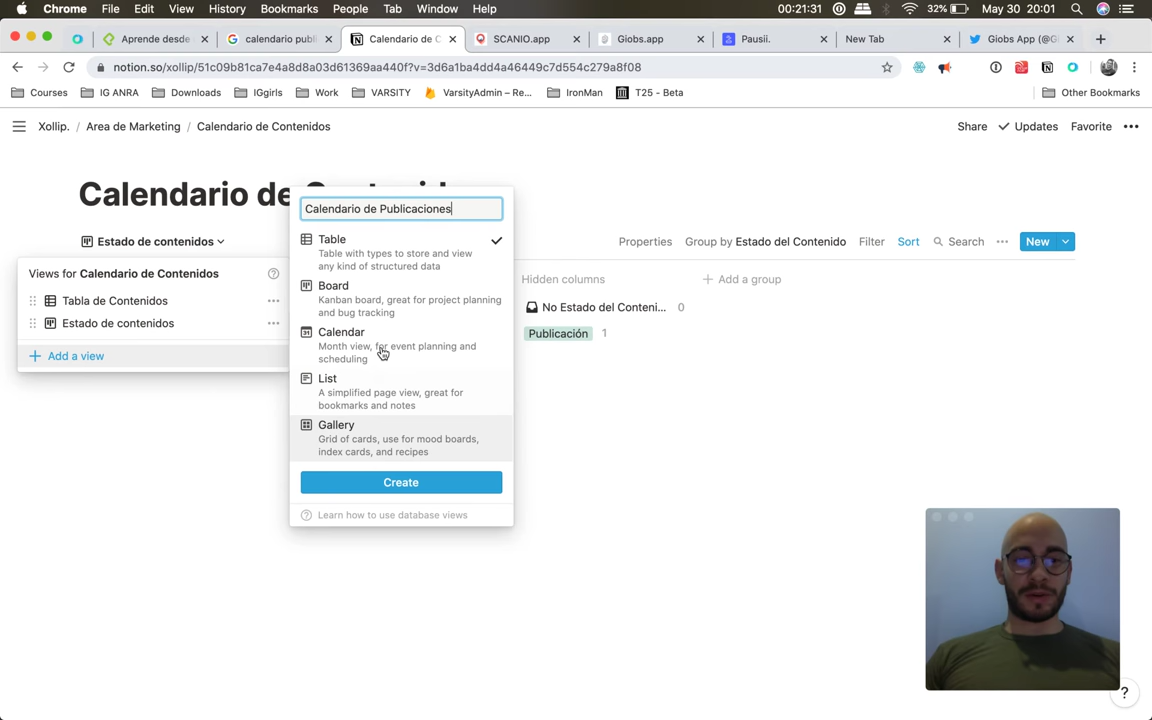 Chrome File Edit View History Bookmarks People Tab Window Help 00:21:31 32% May 30 20:01
Aprende desde calendario publi Calendario de C SCANIO.app Giobs.app Pausii. New Tab Giobs App (@Gi
notion.so/xollip/51c09b81ca7e4a8d8a03d61369aa440f?v=3d6a1ba4dd4a46449c7d554c279a8f08
Courses IG ANRA Downloads IGgirls Work VARSITY VarsityAdmin – Re... IronMan T25 - Beta Other Bookmarks
Xollip. / Area de Marketing / Calendario de Contenidos Share Updates Favorite
Calendario de
Calendario de Publicaciones
Estado de contenidos Properties Group by Estado del Contenido Filter Sort Search New
Views for Calendario de Contenidos
Tabla de Contenidos
Estado de contenidos
Add a view
Table
Table with types to store and view
any kind of structured data
Board
Kanban board, great for project planning
and bug tracking
Calendar
Month view, for event planning and
scheduling
List
A simplified page view, great for
bookmarks and notes
Gallery
Grid of cards, use for mood boards,
index cards, and recipes
Create
Learn how to use database views
Hidden columns + Add a group
No Estado del Conteni... 0
Publicación 1
?